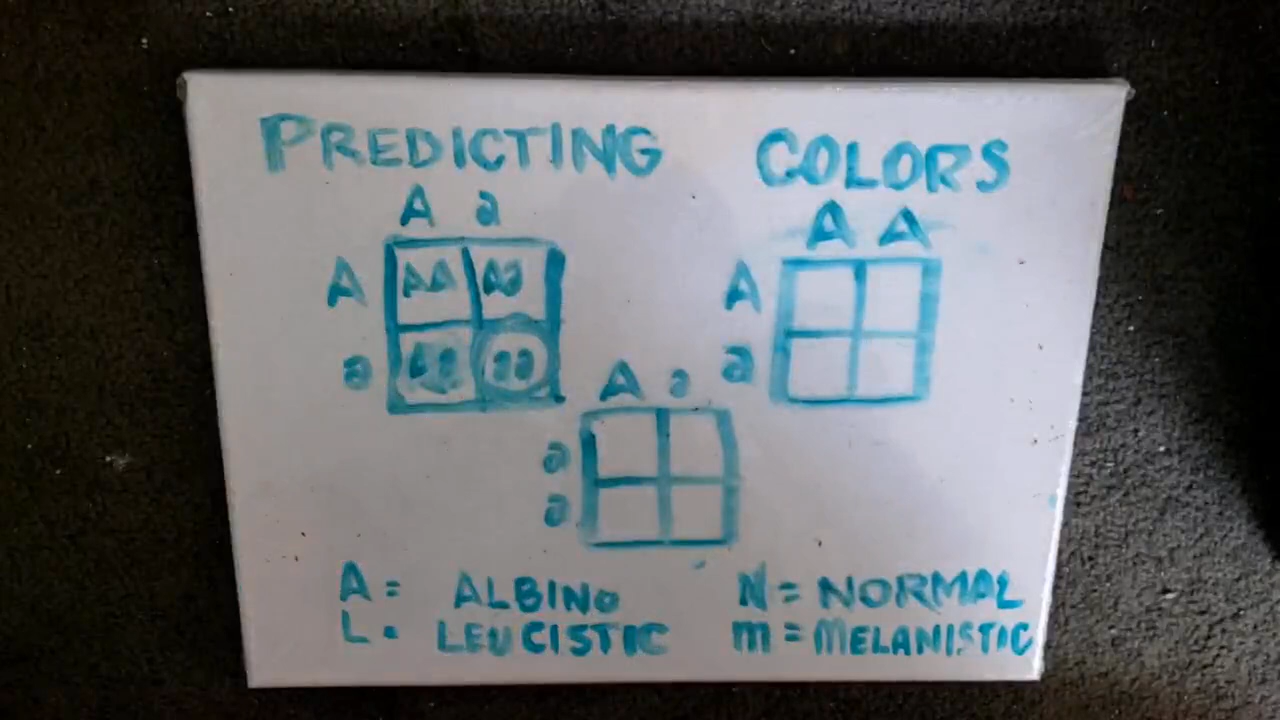 PREDICTING COLORS
A a
A AA Aa
a Aa aa
A A
A
a
A a
a
a
A = ALBINO N = NORMAL
L = LEUCISTIC m = MELANISTIC